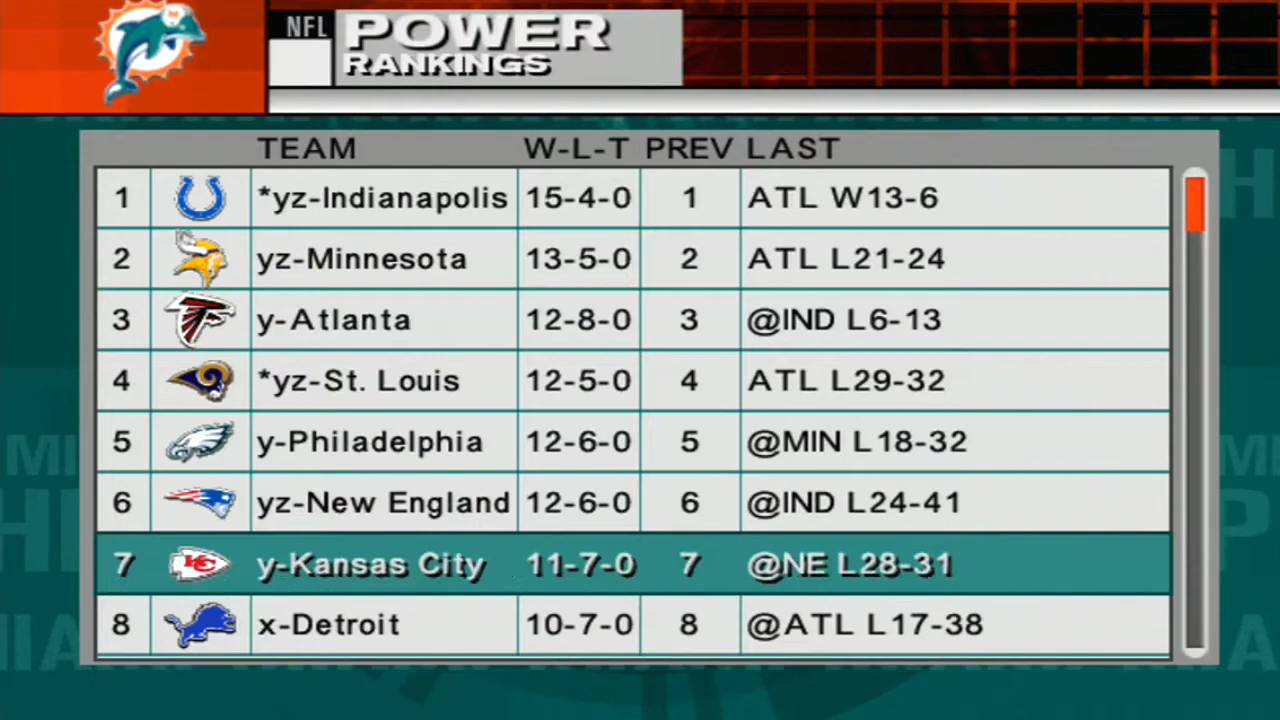 NFL POWER
RANKINGS
TEAM W-L-T PREV LAST
1 *yz-Indianapolis 15-4-0 1 ATL W13-6
2 yz-Minnesota 13-5-0 2 ATL L21-24
3 y-Atlanta 12-8-0 3 @IND L6-13
4 *yz-St. Louis 12-5-0 4 ATL L29-32
5 y-Philadelphia 12-6-0 5 @MIN L18-32
6 yz-New England 12-6-0 6 @IND L24-41
7 y-Kansas City 11-7-0 7 @NE L28-31
8 x-Detroit 10-7-0 8 @ATL L17-38